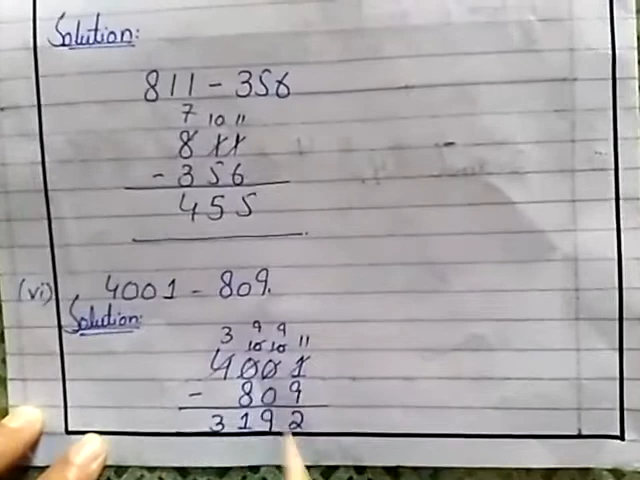 Solution:
811 - 356
7 10 11
8 1 1
- 3 5 6
4 5 5
(vi) 4001 - 809.
Solution:
9 9
3 10 10 11
4 0 0 1
- 8 0 9
3 1 9 2